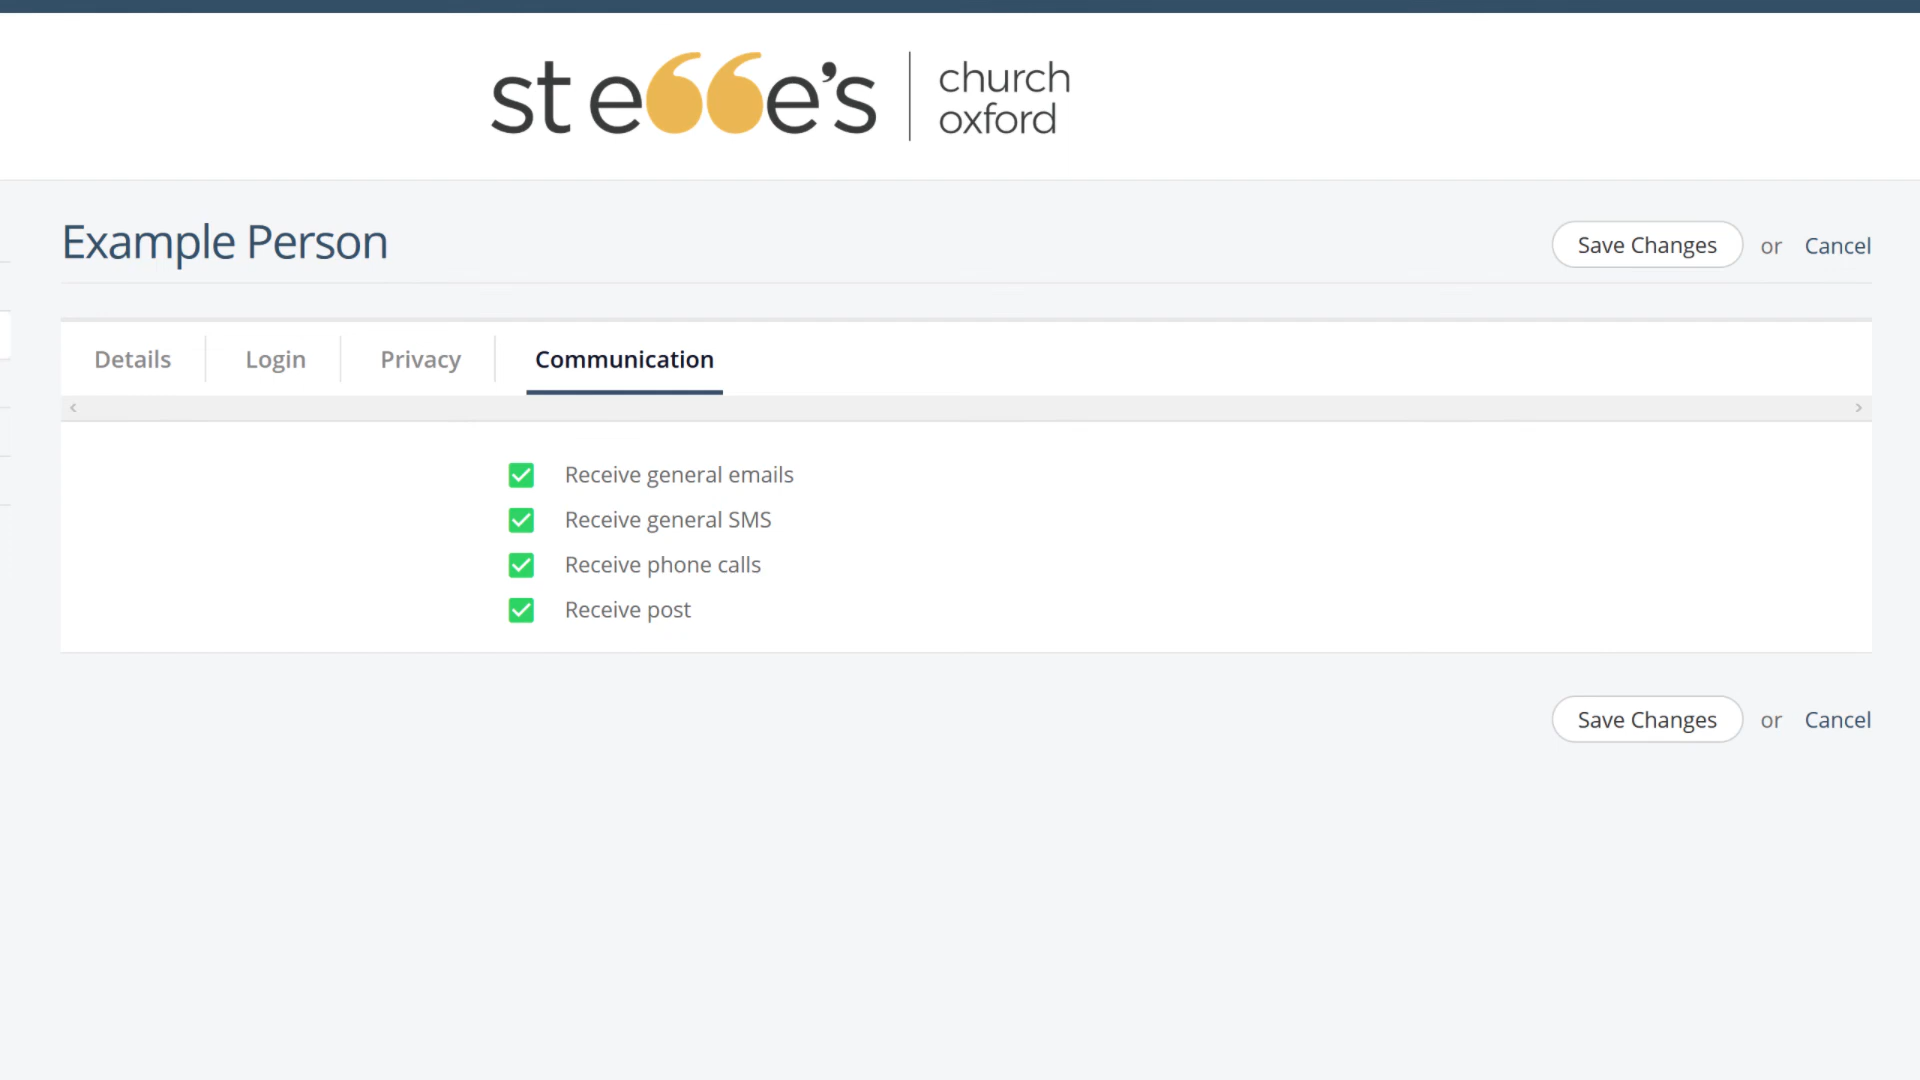 st e66e's
church
oxford
Example Person
Save Changes or Cancel
Details Login Privacy Communication
Receive general emails
Receive general SMS
Receive phone calls
Receive post
Save Changes or Cancel